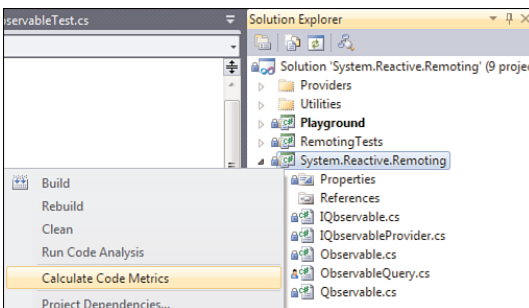 servableTest.cs
Solution Explorer
Solution 'System.Reactive.Remoting' (9 projec
Providers
Utilities
Playground
RemotingTests
System.Reactive.Remoting
Properties
References
IQbservable.cs
IQbservableProvider.cs
Observable.cs
ObservableQuery.cs
Qbservable.cs
Build
Rebuild
Clean
Run Code Analysis
Calculate Code Metrics
Project Dependencies...